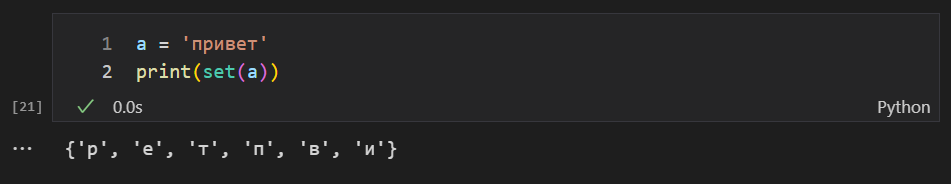 1 a = 'привет'
2 print(set(a))
[21] ✓ 0.0s Python
... {'р', 'е', 'т', 'п', 'в', 'и'}